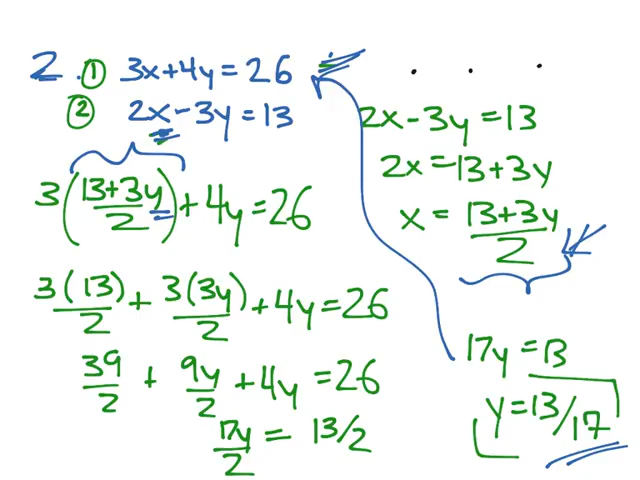 2. ① 3x+4y=26
② 2x-3y=13
3((13+3y)/2)+4y=26
3(13)/2 + 3(3y)/2 +4y=26
39/2 + 9y/2 +4y =26
17y/2 = 13/2
2x-3y=13
2x=13+3y
x = (13+3y)/2
17y =13
y=13/17